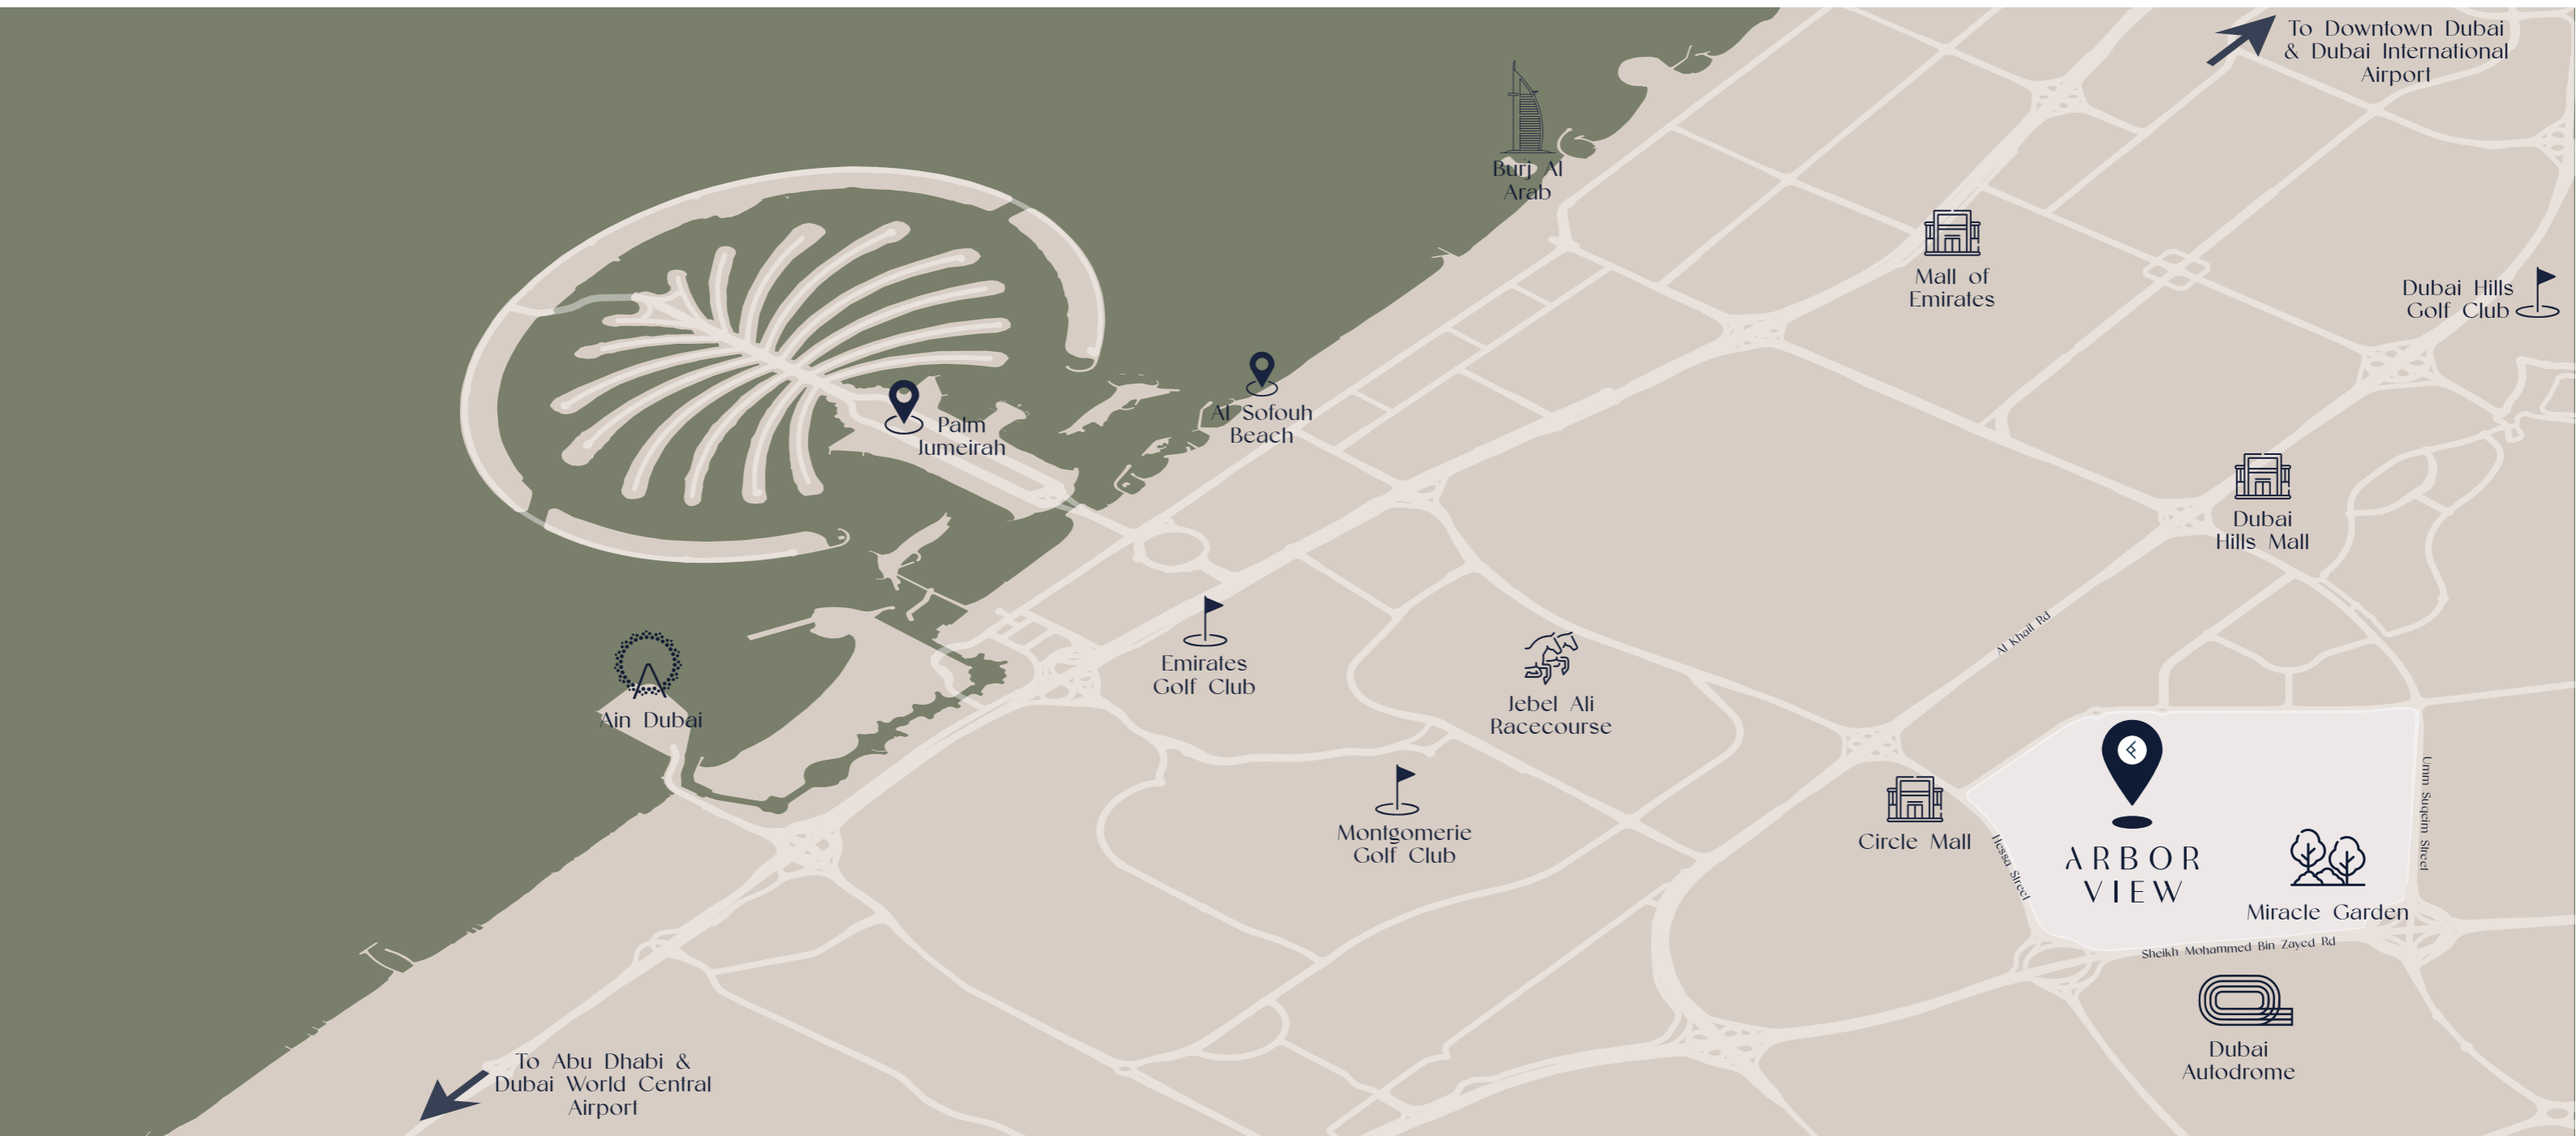 To Downtown Dubai
& Dubai International
Airport
Burj Al
Arab
Mall of
Emirates
Dubai Hills
Golf Club
Palm
Jumeirah
Al Sofouh
Beach
Dubai
Hills Mall
Al Khail Rd
Emirates
Golf Club
Jebel Ali
Racecourse
Ain Dubai
Montgomerie
Golf Club
Circle Mall
Hessa Street
ARBOR
VIEW
Umm Suqeim Street
Miracle Garden
Sheikh Mohammed Bin Zayed Rd
Dubai
Autodrome
To Abu Dhabi &
Dubai World Central
Airport